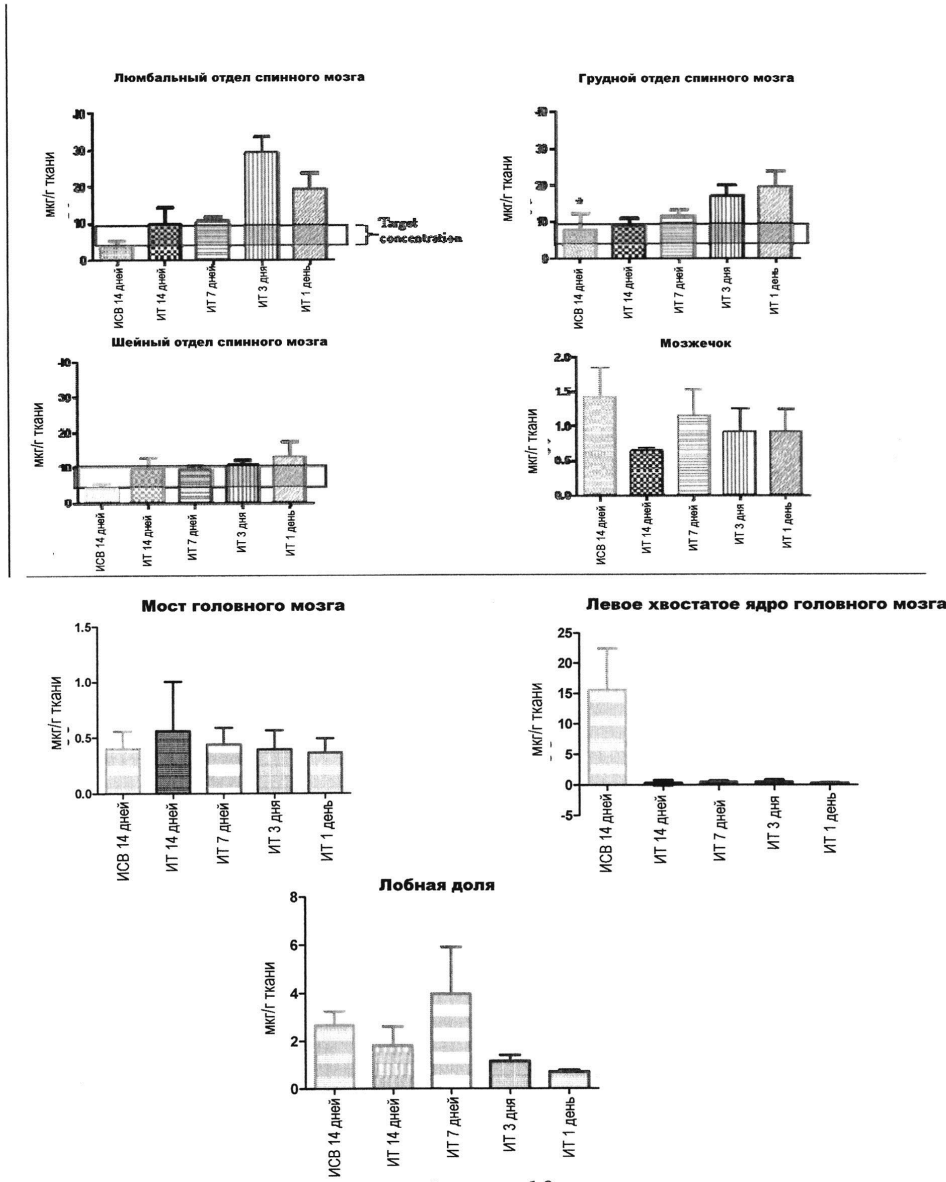 Люмбальный отдел спинного мозга
мкг/г ткани
40
30
20
10
0
Target
concentration
ИСВ 14 дней
ИТ 14 дней
ИТ 7 дней
ИТ 3 дня
ИТ 1 день
Грудной отдел спинного мозга
мкг/г ткани
40
30
20
10
0
*
ИСВ 14 дней
ИТ 14 дней
ИТ 7 дней
ИТ 3 дня
ИТ 1 день
Шейный отдел спинного мозга
мкг/г ткани
40
30
20
10
0
ИСВ 14 дней
ИТ 14 дней
ИТ 7 дней
ИТ 3 дня
ИТ 1 день
Мозжечок
мкг/г ткани
2.0
1.5
1.0
0.5
0.0
ИСВ 14 дней
ИТ 14 дней
ИТ 7 дней
ИТ 3 дня
ИТ 1 день
Мост головного мозга
мкг/г ткани
1.5
1.0
0.5
0.0
ИСВ 14 дней
ИТ 14 дней
ИТ 7 дней
ИТ 3 дня
ИТ 1 день
Левое хвостатое ядро головного мозга
мкг/г ткани
25
20
15
10
5
0
-5
ИСВ 14 дней
ИТ 14 дней
ИТ 7 дней
ИТ 3 дня
ИТ 1 день
Лобная доля
мкг/г ткани
8
6
4
2
0
ИСВ 14 дней
ИТ 14 дней
ИТ 7 дней
ИТ 3 дня
ИТ 1 день